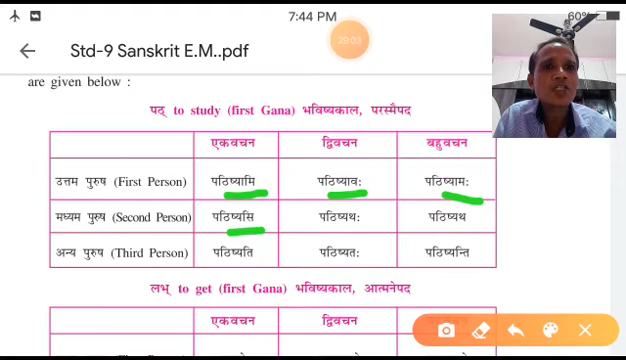 7:44 PM
60%
29:03
Std-9 Sanskrit E.M..pdf
are given below :
पठ् to study (first Gana) भविष्यकाल, परस्मैपद
एकवचन द्विवचन बहुवचन
उत्तम पुरुष (First Person) पठिष्यामि पठिष्यावः पठिष्यामः
मध्यम पुरुष (Second Person) पठिष्यसि पठिष्यथः पठिष्यथ
अन्य पुरुष (Third Person) पठिष्यति पठिष्यतः पठिष्यन्ति
लभ् to get (first Gana) भविष्यकाल, आत्मनेपद
एकवचन द्विवचन